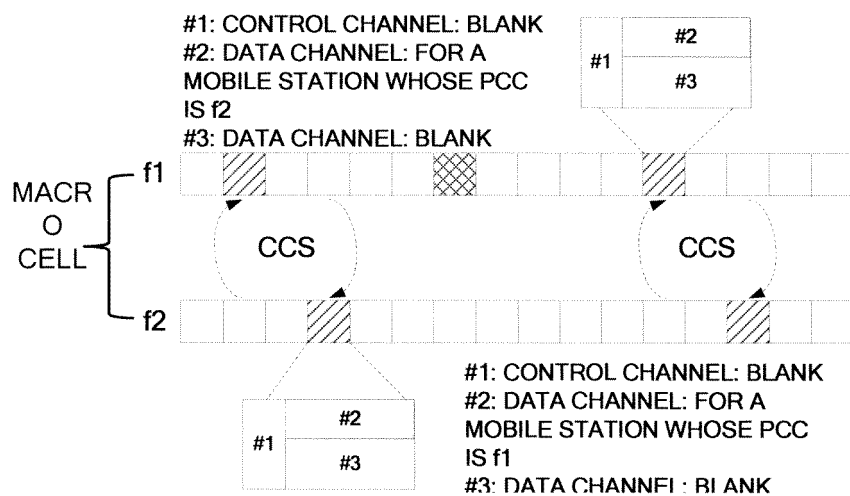 #1: CONTROL CHANNEL: BLANK
#2: DATA CHANNEL: FOR A
MOBILE STATION WHOSE PCC
IS f2
#3: DATA CHANNEL: BLANK
#1
#2
#3
f1
MACR
O
CELL
CCS
CCS
f2
#1
#2
#3
#1: CONTROL CHANNEL: BLANK
#2: DATA CHANNEL: FOR A
MOBILE STATION WHOSE PCC
IS f1
#3: DATA CHANNEL: BLANK